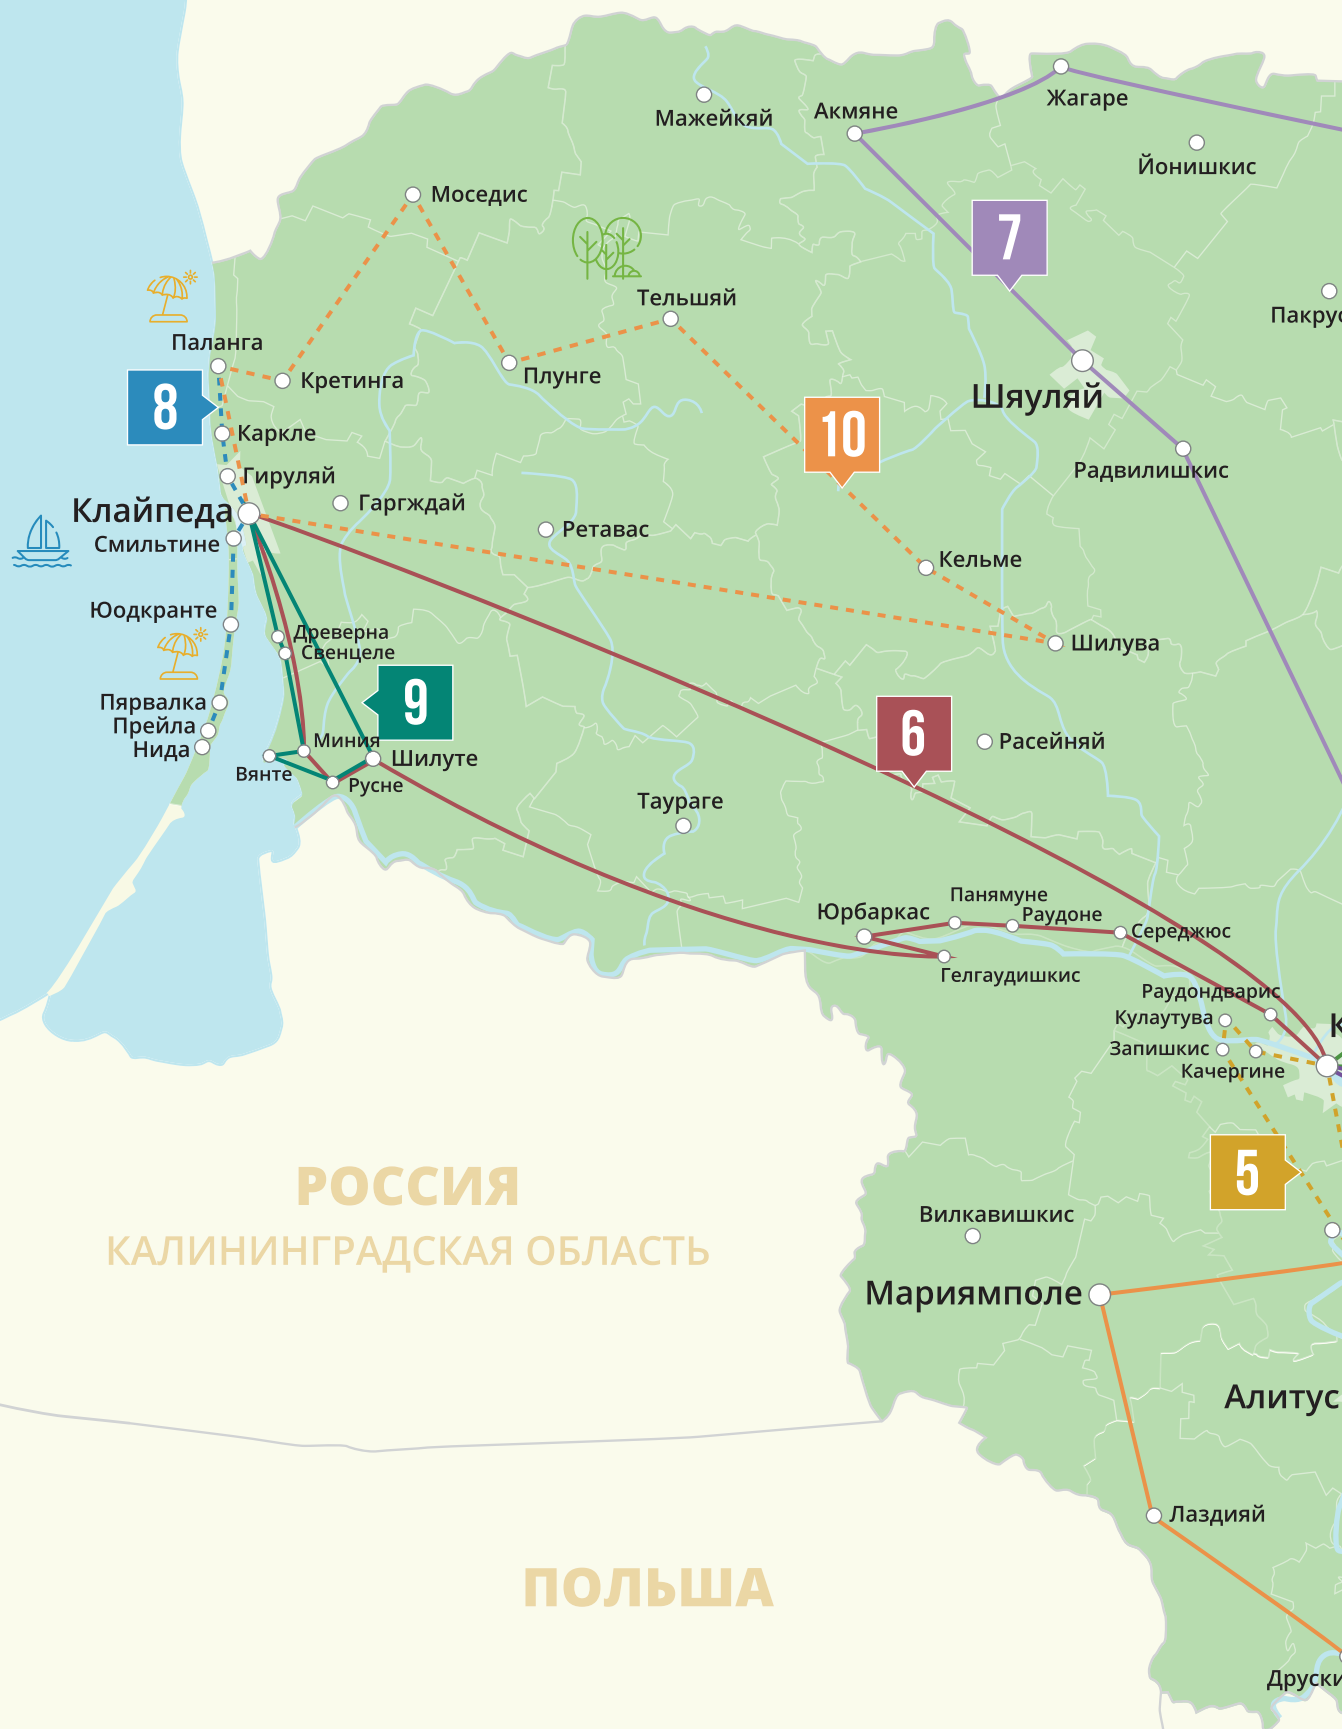 Мажейкяй
Акмяне
Жагаре
Йонишкис
Моседис
7
Тельшяй
Пакрус
Паланга
Кретинга
Плунге
Шяуляй
8
10
Каркле
Гируляй
Радвилишкис
Клайпеда
Гаргждай
Ретавас
Смильтине
Кельме
Юодкранте
Древерна
Свенцеле
Шилува
9
6
Пярвалка
Прейла
Нида
Миния
Шилуте
Расейняй
Вянте
Русне
Таураге
Панямуне
Юрбаркас
Раудоне
Середжюс
Гелгаудишкис
Раудондварис
Кулаутува
К
Запишкис
Качергине
5
РОССИЯ
КАЛИНИНГРАДСКАЯ ОБЛАСТЬ
Вилкавишкис
Мариямполе
Алитус
Лаздияй
ПОЛЬША
Друски